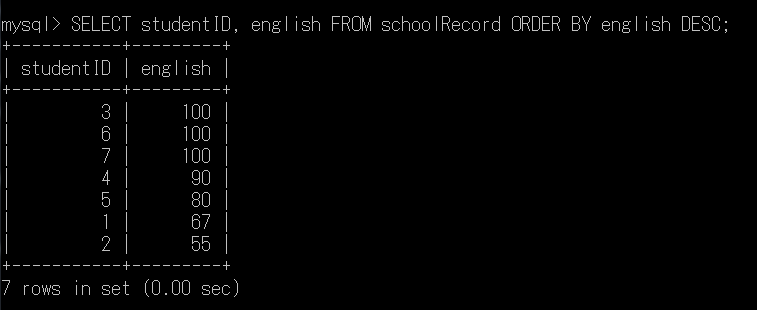 mysql> SELECT studentID, english FROM schoolRecord ORDER BY english DESC;
+-----------+---------+
| studentID | english |
+-----------+---------+
|         3 |     100 |
|         6 |     100 |
|         7 |     100 |
|         4 |      90 |
|         5 |      80 |
|         1 |      67 |
|         2 |      55 |
+-----------+---------+
7 rows in set (0.00 sec)